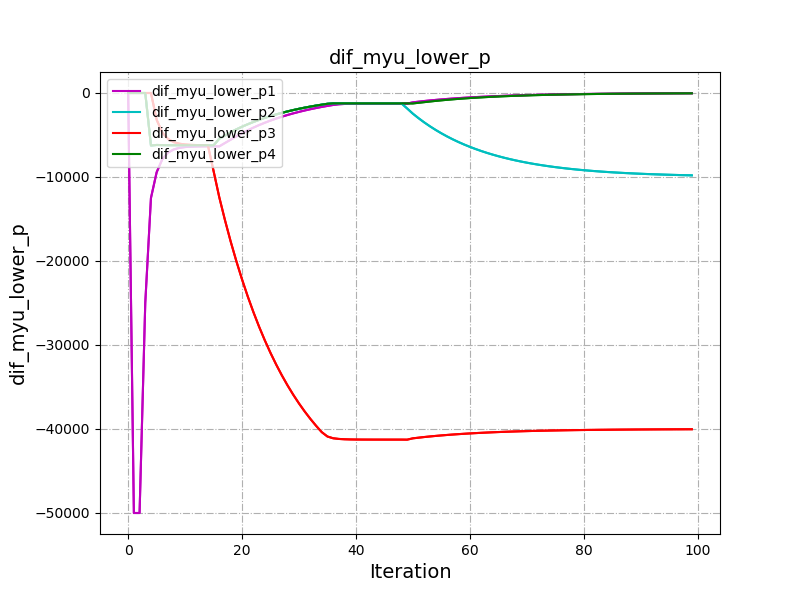 dif_myu_lower_p
dif_myu_lower_p1
dif_myu_lower_p2
dif_myu_lower_p3
dif_myu_lower_p4
dif_myu_lower_p
0
−10000
−20000
−30000
−40000
−50000
0 20 40 60 80 100
Iteration